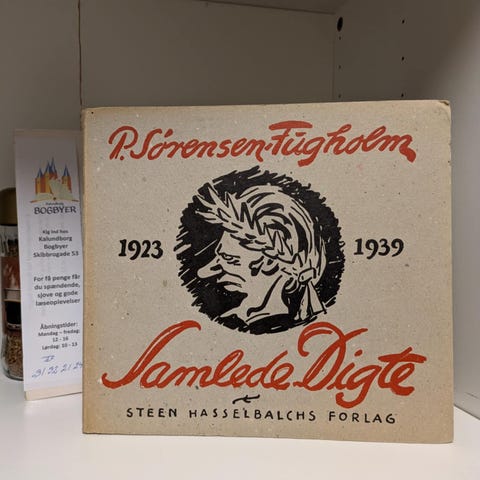 P. Sørensen-Fugholm
1923
1939
Samlede Digte
STEEN HASSELBALCHS FORLAG
Kalundborg
BOGBYER
Kig ind hos
Kalundborg
Bogbyer
Skibbrogade 53
For få penge får
du spændende,
sjove og gode
læseoplevelser
Åbningstider:
Mandag - fredag:
12 - 16
Lørdag: 10 - 13